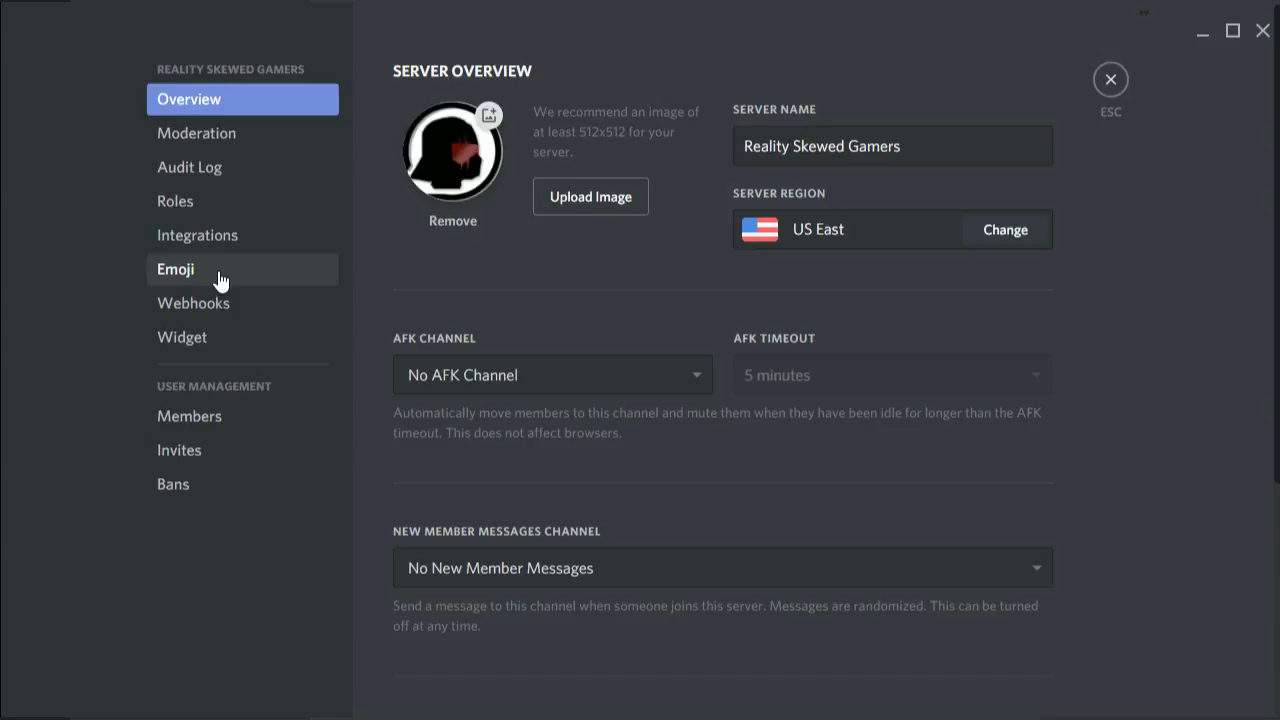 REALITY SKEWED GAMERS
Overview
Moderation
Audit Log
Roles
Integrations
Emoji
Webhooks
Widget
USER MANAGEMENT
Members
Invites
Bans
SERVER OVERVIEW
We recommend an image of
at least 512x512 for your
server.
Upload Image
Remove
SERVER NAME
Reality Skewed Gamers
SERVER REGION
US East
Change
ESC
AFK CHANNEL
No AFK Channel
AFK TIMEOUT
5 minutes
Automatically move members to this channel and mute them when they have been idle for longer than the AFK
timeout. This does not affect browsers.
NEW MEMBER MESSAGES CHANNEL
No New Member Messages
Send a message to this channel when someone joins this server. Messages are randomized. This can be turned
off at any time.